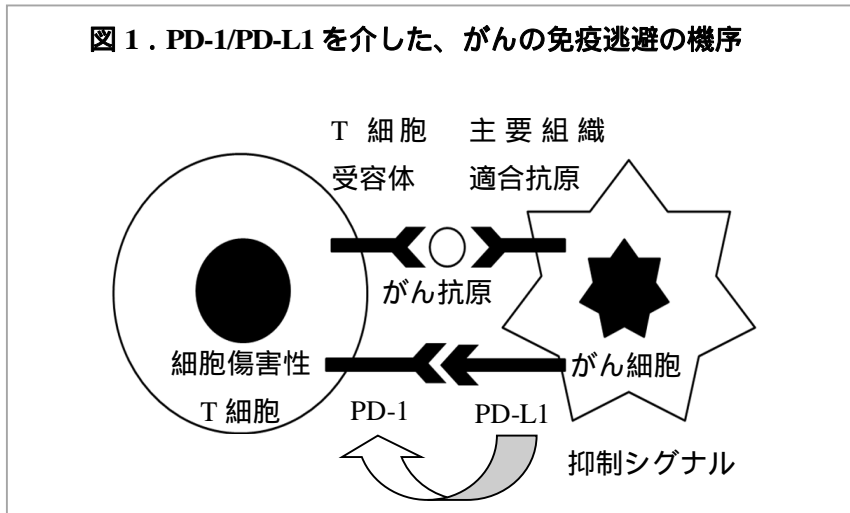 図 1．PD-1/PD-L1 を介した、がんの免疫逃避の機序
T 細胞
受容体
主要組織
適合抗原
がん抗原
細胞傷害性
T 細胞
がん細胞
PD-1
PD-L1
抑制シグナル